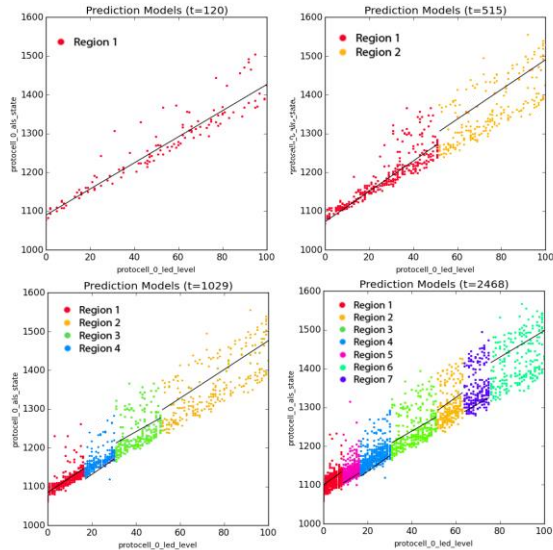 Prediction Models (t=120)
1600
1500
1400
1300
1200
1100
1000
protocell_0_als_state
Region 1
0 20 40 60 80 100
protocell_0_led_level
Prediction Models (t=515)
1600
1500
1400
1300
1200
1100
1000
protocell_0_als_state
Region 1
Region 2
0 20 40 60 80 100
protocell_0_led_level
Prediction Models (t=1029)
1600
1500
1400
1300
1200
1100
1000
protocell_0_als_state
Region 1
Region 2
Region 3
Region 4
0 20 40 60 80 100
protocell_0_led_level
Prediction Models (t=2468)
1600
1500
1400
1300
1200
1100
1000
protocell_0_als_state
Region 1
Region 2
Region 3
Region 4
Region 5
Region 6
Region 7
0 20 40 60 80 100
protocell_0_led_level